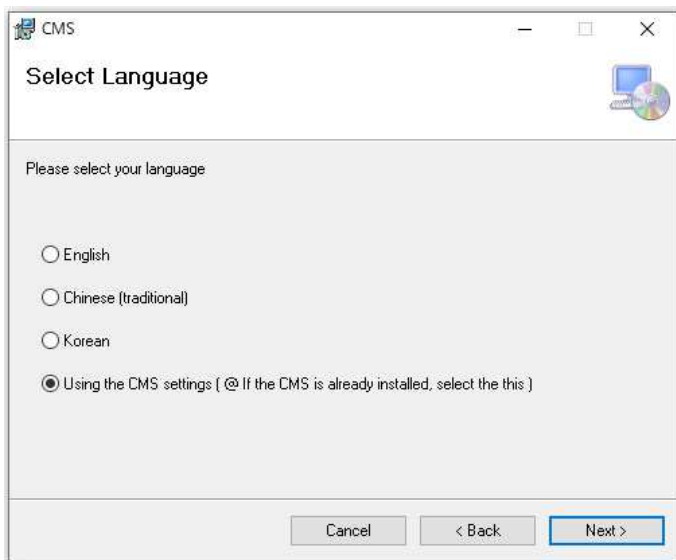 CMS
Select Language
Please select your language
English
Chinese (traditional)
Korean
Using the CMS settings ( @ If the CMS is already installed, select the this )
Cancel
< Back
Next >